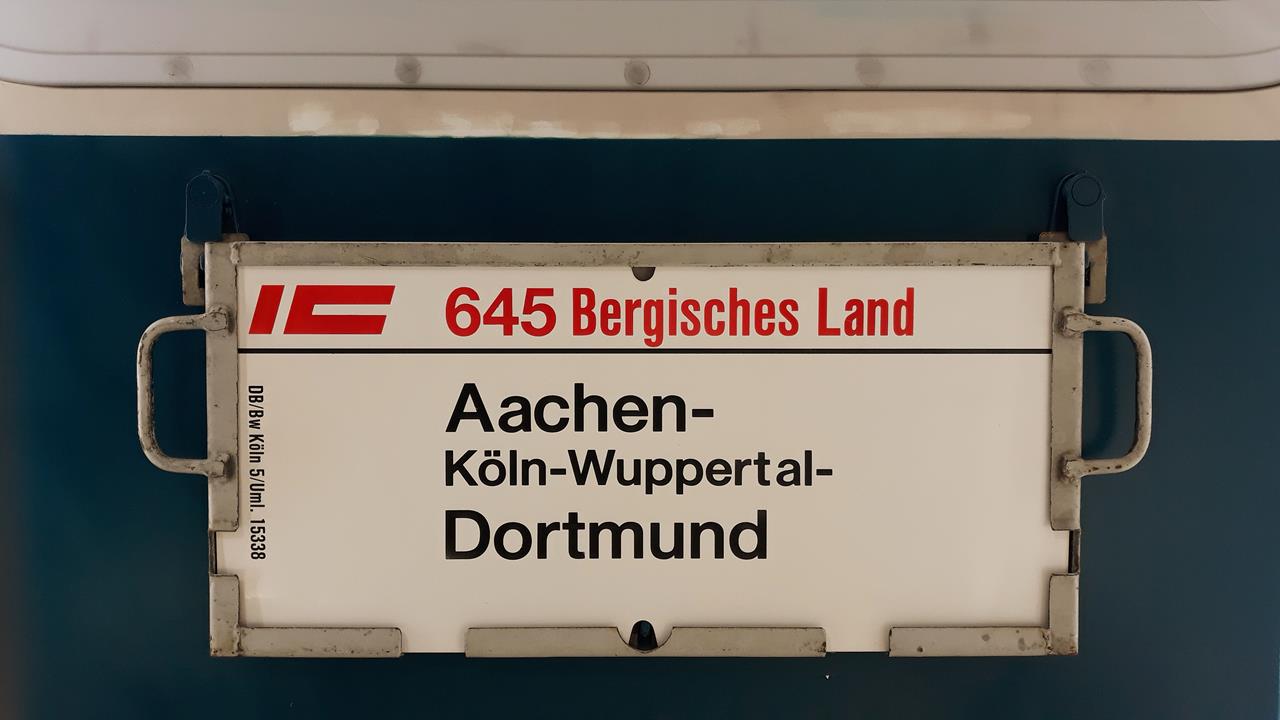 IC 645 Bergisches Land
Aachen-
Köln-Wuppertal-
Dortmund
DB/Bw Köln 5/Uml. 15338